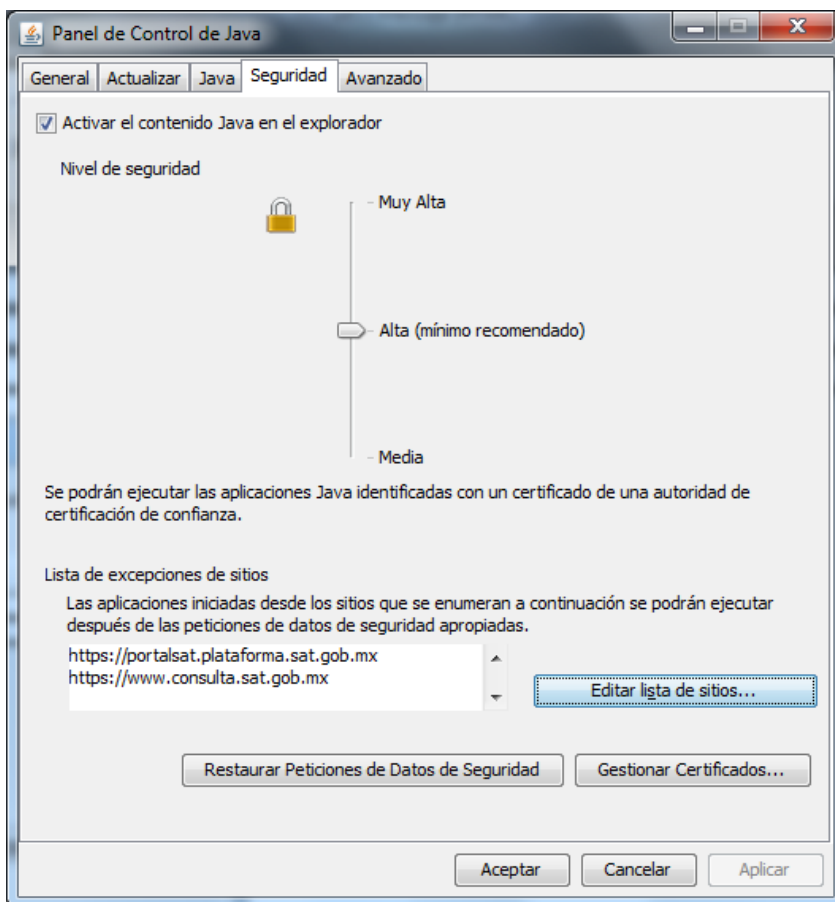 Panel de Control de Java
General Actualizar Java Seguridad Avanzado
Activar el contenido Java en el explorador
Nivel de seguridad
- Muy Alta
- Alta (mínimo recomendado)
- Media
Se podrán ejecutar las aplicaciones Java identificadas con un certificado de una autoridad de
certificación de confianza.
Lista de excepciones de sitios
Las aplicaciones iniciadas desde los sitios que se enumeran a continuación se podrán ejecutar
después de las peticiones de datos de seguridad apropiadas.
https://portalsat.plataforma.sat.gob.mx
https://www.consulta.sat.gob.mx
Editar lista de sitios...
Restaurar Peticiones de Datos de Seguridad Gestionar Certificados...
Aceptar Cancelar Aplicar